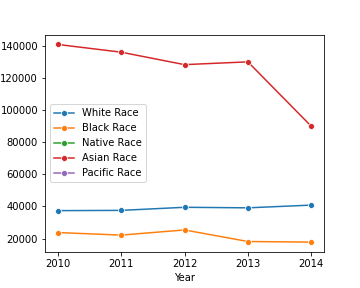 140000
120000
100000
80000
60000
40000
20000
White Race
Black Race
Native Race
Asian Race
Pacific Race
2010 2011 2012 2013 2014
Year